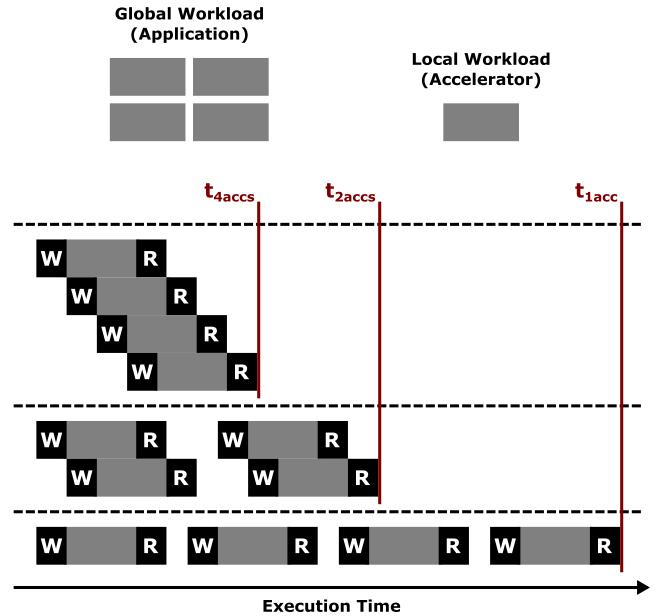 Global Workload
(Application)
Local Workload
(Accelerator)
t4accs
t2accs
t1acc
W R
W R
W R
W R
W R W R
W R W R
W R W R W R W R
Execution Time